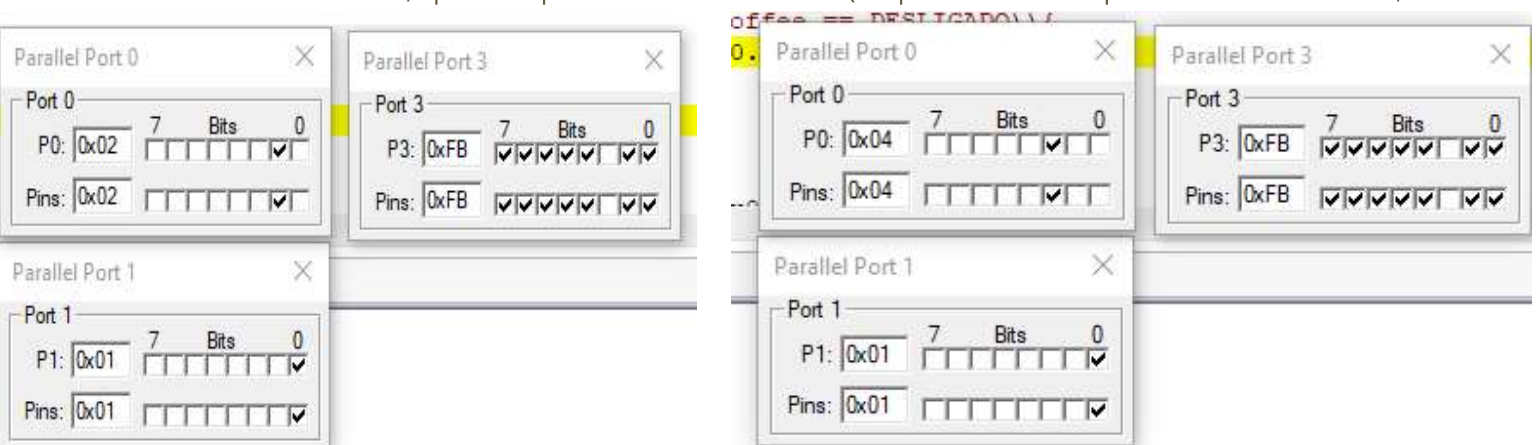 Parallel Port 0
Port 0
7 Bits 0
P0: 0x02
Pins: 0x02
Parallel Port 3
Port 3
7 Bits 0
P3: 0xFB
Pins: 0xFB
Parallel Port 1
Port 1
7 Bits 0
P1: 0x01
Pins: 0x01
offee == DESLIGADO)){
0.
Parallel Port 0
Port 0
7 Bits 0
P0: 0x04
Pins: 0x04
Parallel Port 3
Port 3
7 Bits 0
P3: 0xFB
Pins: 0xFB
Parallel Port 1
Port 1
7 Bits 0
P1: 0x01
Pins: 0x01